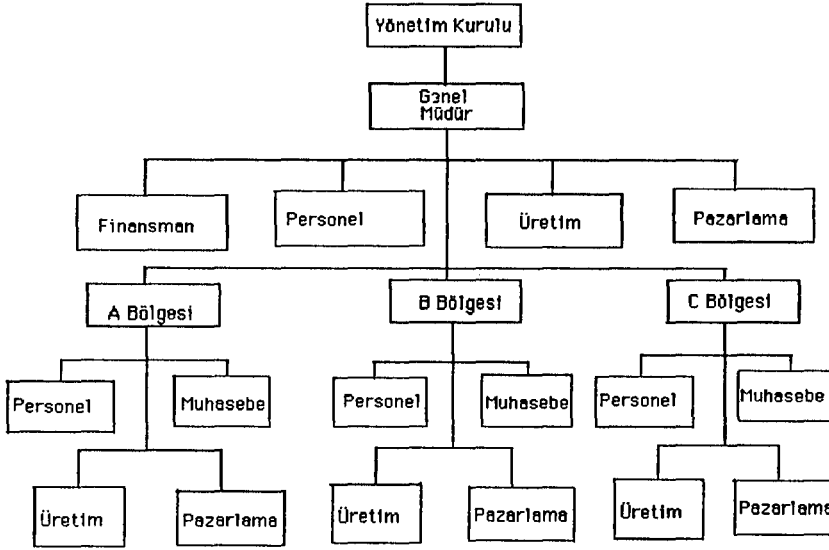 Yönetim Kurulu
Genel
Müdür
Finansman
Personel
Üretim
Pazarlama
A Bölgesi
B Bölgesi
C Bölgesi
Personel
Muhasebe
Personel
Muhasebe
Personel
Muhasebe
Üretim
Pazarlama
Üretim
Pazarlama
Üretim
Pazarlama